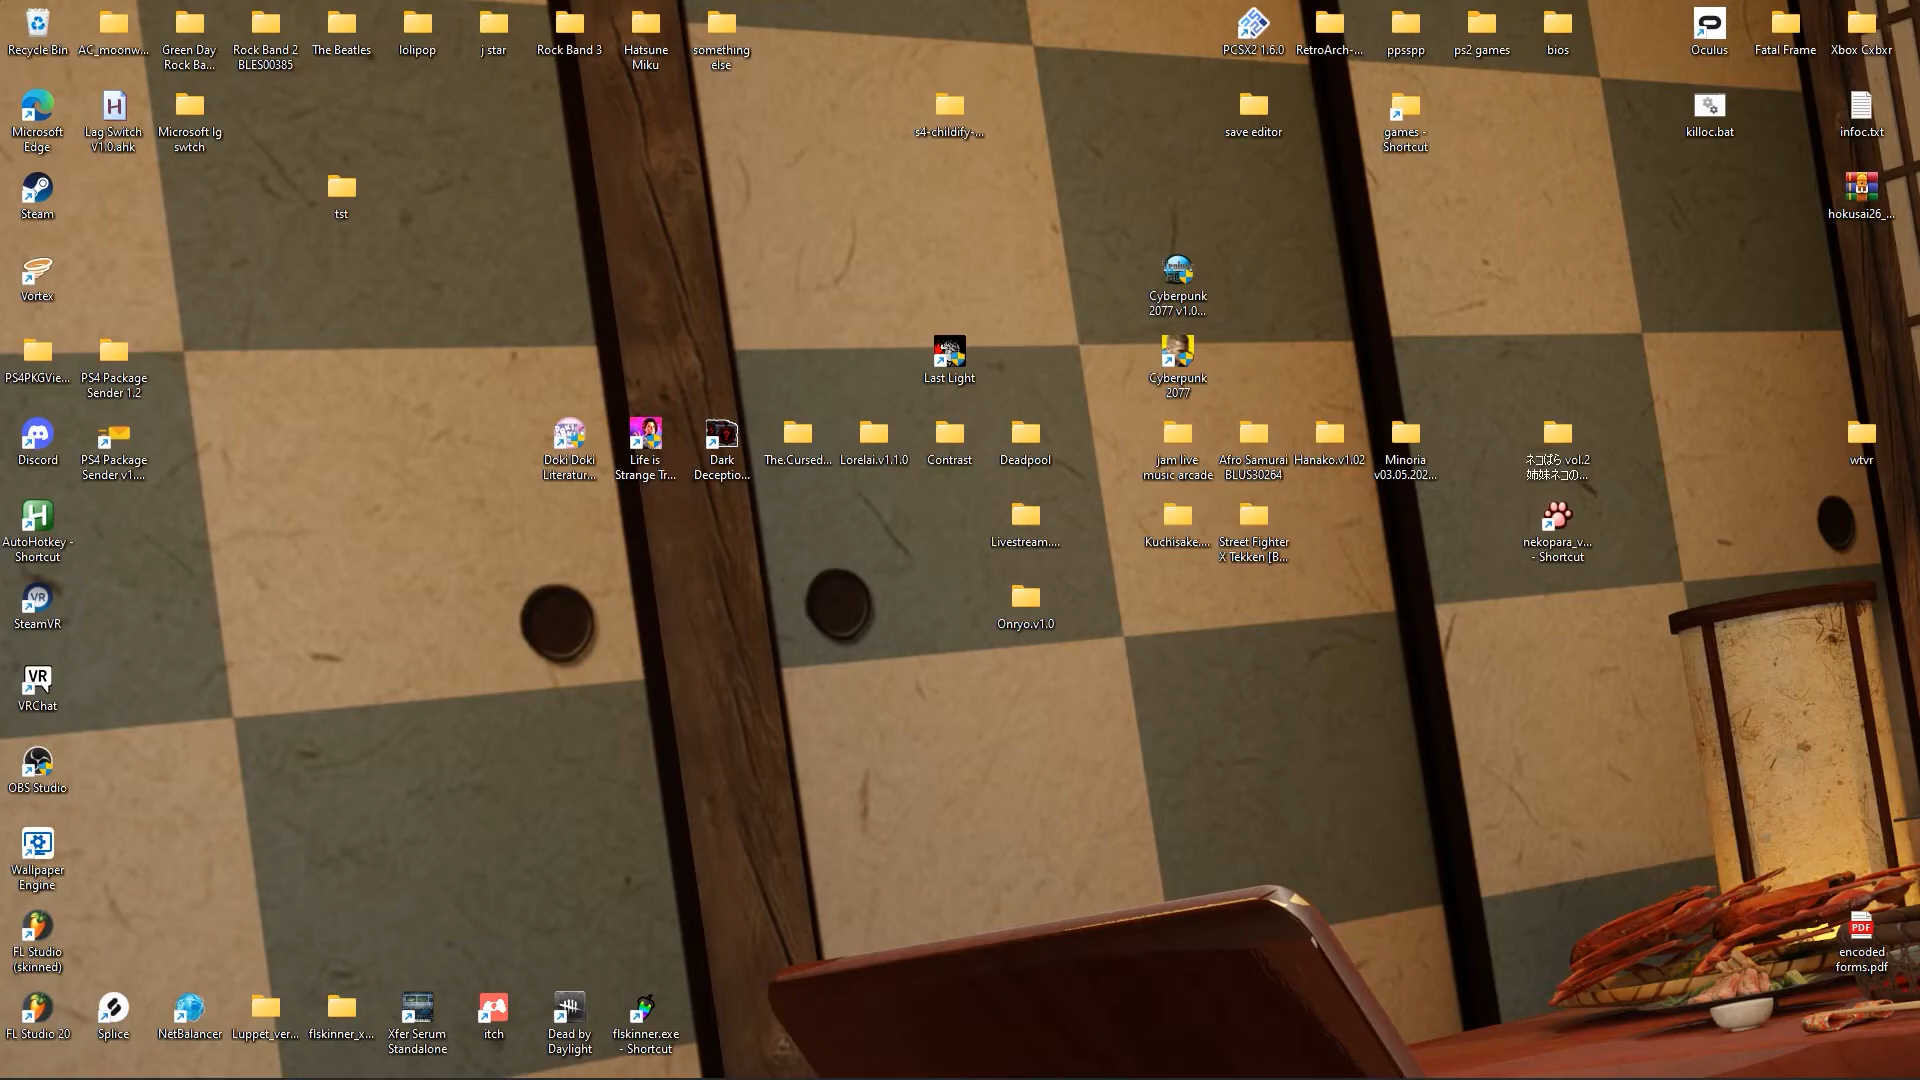 Recycle Bin
AC_moonw...
Green Day
Rock Ba...
Rock Band 2
BLES00385
The Beatles
lolipop
j star
Rock Band 3
Hatsune
Miku
something
else
PCSX2 1.6.0
RetroArch-...
ppsspp
ps2 games
bios
Oculus
Fatal Frame
Xbox Cxbxr
Microsoft
Edge
Lag Switch
V1.0.ahk
Microsoft lg
swtch
s4-childify-...
save editor
games -
Shortcut
killoc.bat
infoc.txt
Steam
tst
hokusai26_...
Vortex
Cyberpunk
2077 v1.0...
PS4PKGVie...
PS4 Package
Sender 1.2
Last Light
Cyberpunk
2077
Discord
PS4 Package
Sender v1....
Doki Doki
Literatur...
Life is
Strange Tr...
Dark
Deceptio...
The.Cursed...
Lorelai.v1.1.0
Contrast
Deadpool
jam live
music arcade
Afro Samurai
BLUS30264
Hanako.v1.02
Minoria
v03.05.202...
ネコぱら vol.2
姉妹ネコの...
wtvr
AutoHotkey -
Shortcut
Livestream....
Kuchisake....
Street Fighter
X Tekken [B...
nekopara_v...
- Shortcut
SteamVR
Onryo.v1.0
VR
VRChat
OBS Studio
Wallpaper
Engine
FL Studio
(skinned)
PDF
encoded
forms.pdf
FL Studio 20
Splice
NetBalancer
Luppet_ver...
flskinner_x...
Xfer Serum
Standalone
itch
Dead by
Daylight
flskinner.exe
- Shortcut